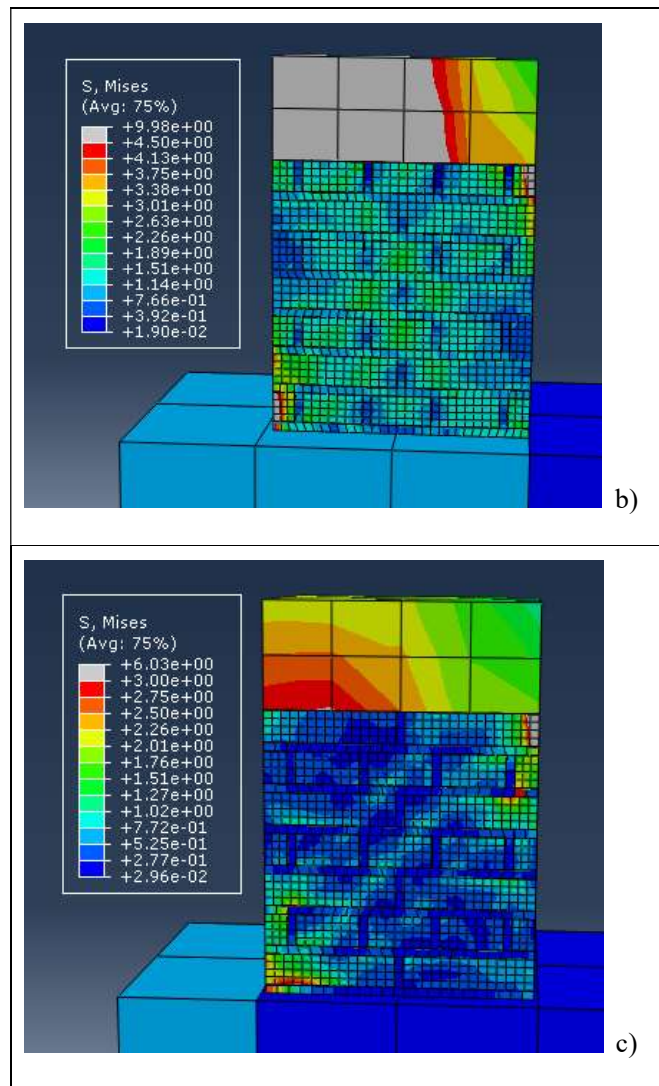 S, Mises
(Avg: 75%)
+9.98e+00
+4.50e+00
+4.13e+00
+3.75e+00
+3.38e+00
+3.01e+00
+2.63e+00
+2.26e+00
+1.89e+00
+1.51e+00
+1.14e+00
+7.66e-01
+3.92e-01
+1.90e-02
b)
S, Mises
(Avg: 75%)
+6.03e+00
+3.00e+00
+2.75e+00
+2.50e+00
+2.26e+00
+2.01e+00
+1.76e+00
+1.51e+00
+1.27e+00
+1.02e+00
+7.72e-01
+5.25e-01
+2.77e-01
+2.96e-02
c)